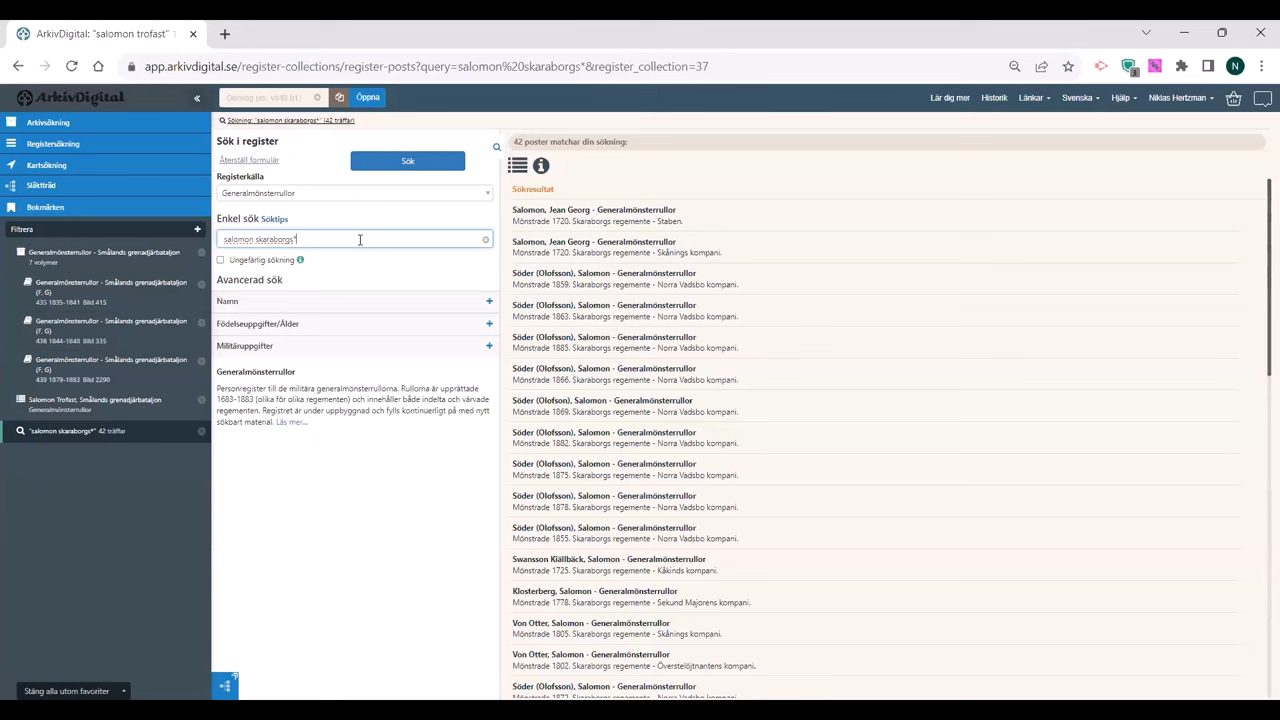 ArkivDigital: "salomon trofast" 1
app.arkivdigital.se/register-collections/register-posts?query=salomon%20skaraborgs*&register_collection=37
N
ArkivDigital
Genväg (ex. v849 b1)
Öppna
Lär dig mer
Historik
Länkar
Svenska
Hjälp
Niklas Hertzman
Arkivsökning
Registersökning
Kartsökning
Släktträd
Bokmärken
Filtrera
Generalmönsterrullor - Smålands grenadjärbataljon
7 volymer
Generalmönsterrullor - Smålands grenadjärbataljon
(F, G)
435 1835-1841 Bild 415
Generalmönsterrullor - Smålands grenadjärbataljon
(F, G)
436 1844-1848 Bild 335
Generalmönsterrullor - Smålands grenadjärbataljon
(F, G)
439 1879-1883 Bild 2290
Salomon Trofast, Smålands grenadjärbataljon
Generalmönsterrullor
"salomon skaraborgs*" 42 träffar
Stäng alla utom favoriter
Sökning: "salomon skaraborgs*" (42 träffar)
Sök i register
Återställ formulär
Sök
Registerkälla
Generalmönsterrullor
Enkel sök Söktips
salomon skaraborgs*
Ungefärlig sökning
Avancerad sök
Namn
Födelseuppgifter/Ålder
Militäruppgifter
Generalmönsterrullor
Personregister till de militära generalmönsterrullorna. Rullorna är upprättade
1683-1883 (olika för olika regementen) och innehåller både indelta och värvade
regementen. Registret är under uppbyggnad och fylls kontinuerligt på med nytt
sökbart material. Läs mer...
42 poster matchar din sökning:
Sökresultat
Salomon, Jean Georg - Generalmönsterrullor
Mönstrade 1720. Skaraborgs regemente - Staben.
Salomon, Jean Georg - Generalmönsterrullor
Mönstrade 1720. Skaraborgs regemente - Skånings kompani.
Söder (Olofsson), Salomon - Generalmönsterrullor
Mönstrade 1859. Skaraborgs regemente - Norra Vadsbo kompani.
Söder (Olofsson), Salomon - Generalmönsterrullor
Mönstrade 1863. Skaraborgs regemente - Norra Vadsbo kompani.
Söder (Olofsson), Salomon - Generalmönsterrullor
Mönstrade 1885. Skaraborgs regemente - Norra Vadsbo kompani.
Söder (Olofsson), Salomon - Generalmönsterrullor
Mönstrade 1866. Skaraborgs regemente - Norra Vadsbo kompani.
Söder (Olofson), Salomon - Generalmönsterrullor
Mönstrade 1869. Skaraborgs regemente - Norra Vadsbo kompani.
Söder (Olofsson), Salomon - Generalmönsterrullor
Mönstrade 1882. Skaraborgs regemente - Norra Vadsbo kompani.
Söder (Olofsson), Salomon - Generalmönsterrullor
Mönstrade 1875. Skaraborgs regemente - Norra Vadsbo kompani.
Söder (Olofsson), Salomon - Generalmönsterrullor
Mönstrade 1878. Skaraborgs regemente - Norra Vadsbo kompani.
Söder (Olofsson), Salomon - Generalmönsterrullor
Mönstrade 1855. Skaraborgs regemente - Norra Vadsbo kompani.
Swansson Kiällbäck, Salomon - Generalmönsterrullor
Mönstrade 1725. Skaraborgs regemente - Kåkinds kompani.
Klosterberg, Salomon - Generalmönsterrullor
Mönstrade 1778. Skaraborgs regemente - Sekund Majorens kompani.
Von Otter, Salomon - Generalmönsterrullor
Mönstrade 1805. Skaraborgs regemente - Skånings kompani.
Von Otter, Salomon - Generalmönsterrullor
Mönstrade 1802. Skaraborgs regemente - Överstelöjtnantens kompani.
Söder (Olofsson), Salomon - Generalmönsterrullor
Mönstrade 1872. Skaraborgs regemente - Norra Vadsbo kompani.